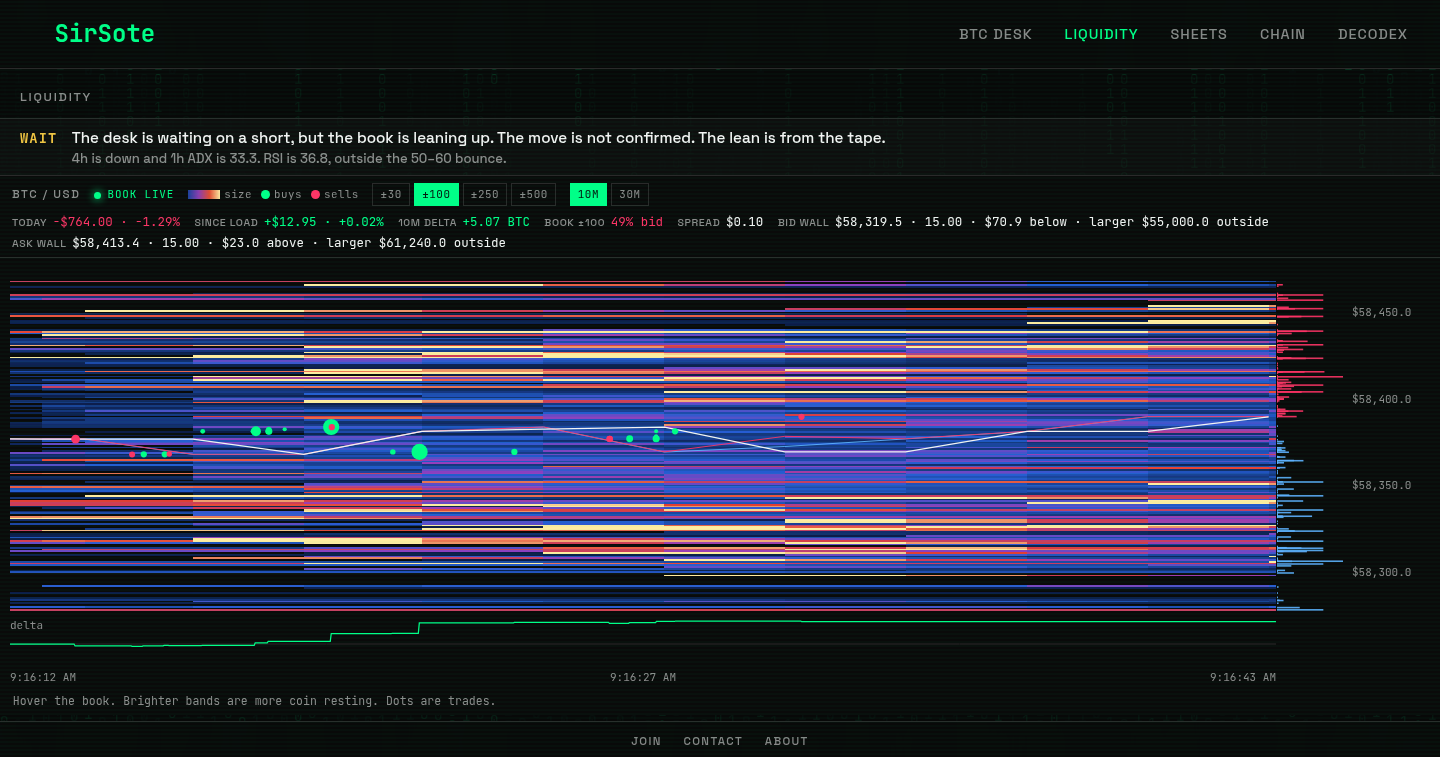 SirSote
BTC DESK LIQUIDITY SHEETS CHAIN DECODEX
LIQUIDITY
WAIT The desk is waiting on a short, but the book is leaning up. The move is not confirmed. The lean is from the tape.
4h is down and 1h ADX is 33.3. RSI is 36.8, outside the 50–60 bounce.
BTC / USD BOOK LIVE size buys sells ±30 ±100 ±250 ±500 10M 30M
TODAY -$764.00 · -1.29% SINCE LOAD +$12.95 · +0.02% 10M DELTA +5.07 BTC BOOK ±100 49% bid SPREAD $0.10 BID WALL $58,319.5 · 15.00 · $70.9 below · larger $55,000.0 outside
ASK WALL $58,413.4 · 15.00 · $23.0 above · larger $61,240.0 outside
$58,450.0
$58,400.0
$58,350.0
$58,300.0
delta
9:16:12 AM 9:16:27 AM 9:16:43 AM
Hover the book. Brighter bands are more coin resting. Dots are trades.
JOIN CONTACT ABOUT